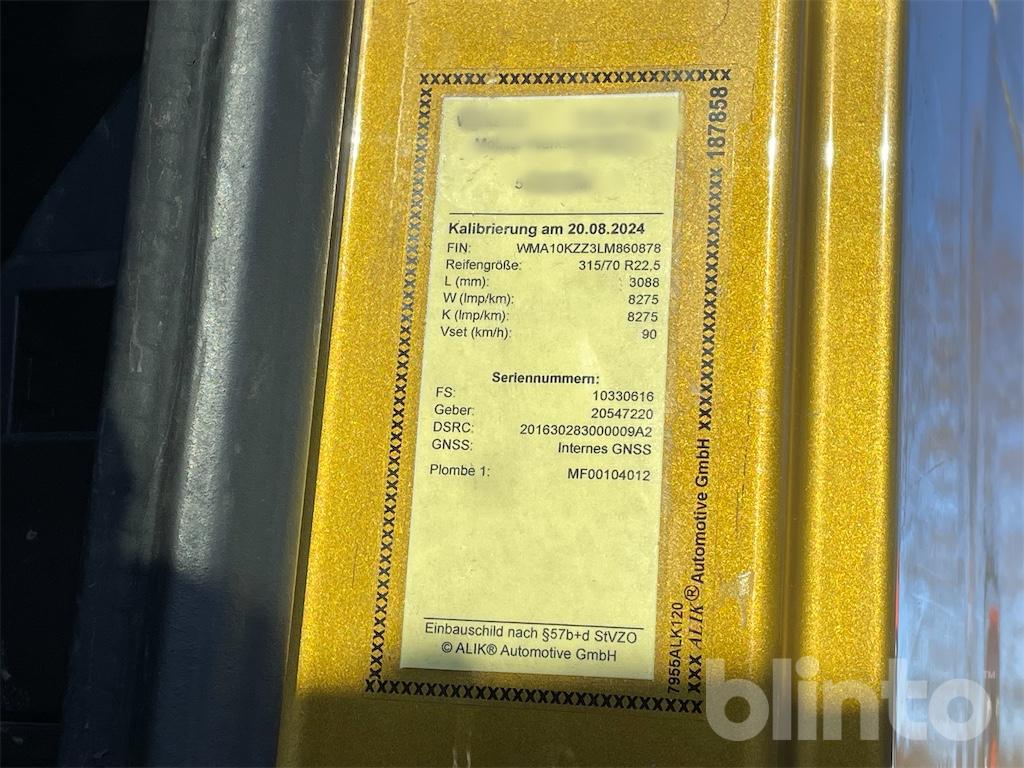 Kalibrierung am 20.08.2024
FIN: WMA10KZZ3LM860878
Reifengröße: 315/70 R22,5
L (mm): 3088
W (Imp/km): 8275
K (Imp/km): 8275
Vset (km/h): 90
Seriennummern:
FS: 10330616
Geber: 20547220
DSRC: 201630283000009A2
GNSS: Internes GNSS
Plombe 1: MF00104012
Einbauschild nach §57b+d StVZO
© ALIK® Automotive GmbH
187858
XXX ALIK® Automotive GmbH
7955ALK120
blinto™